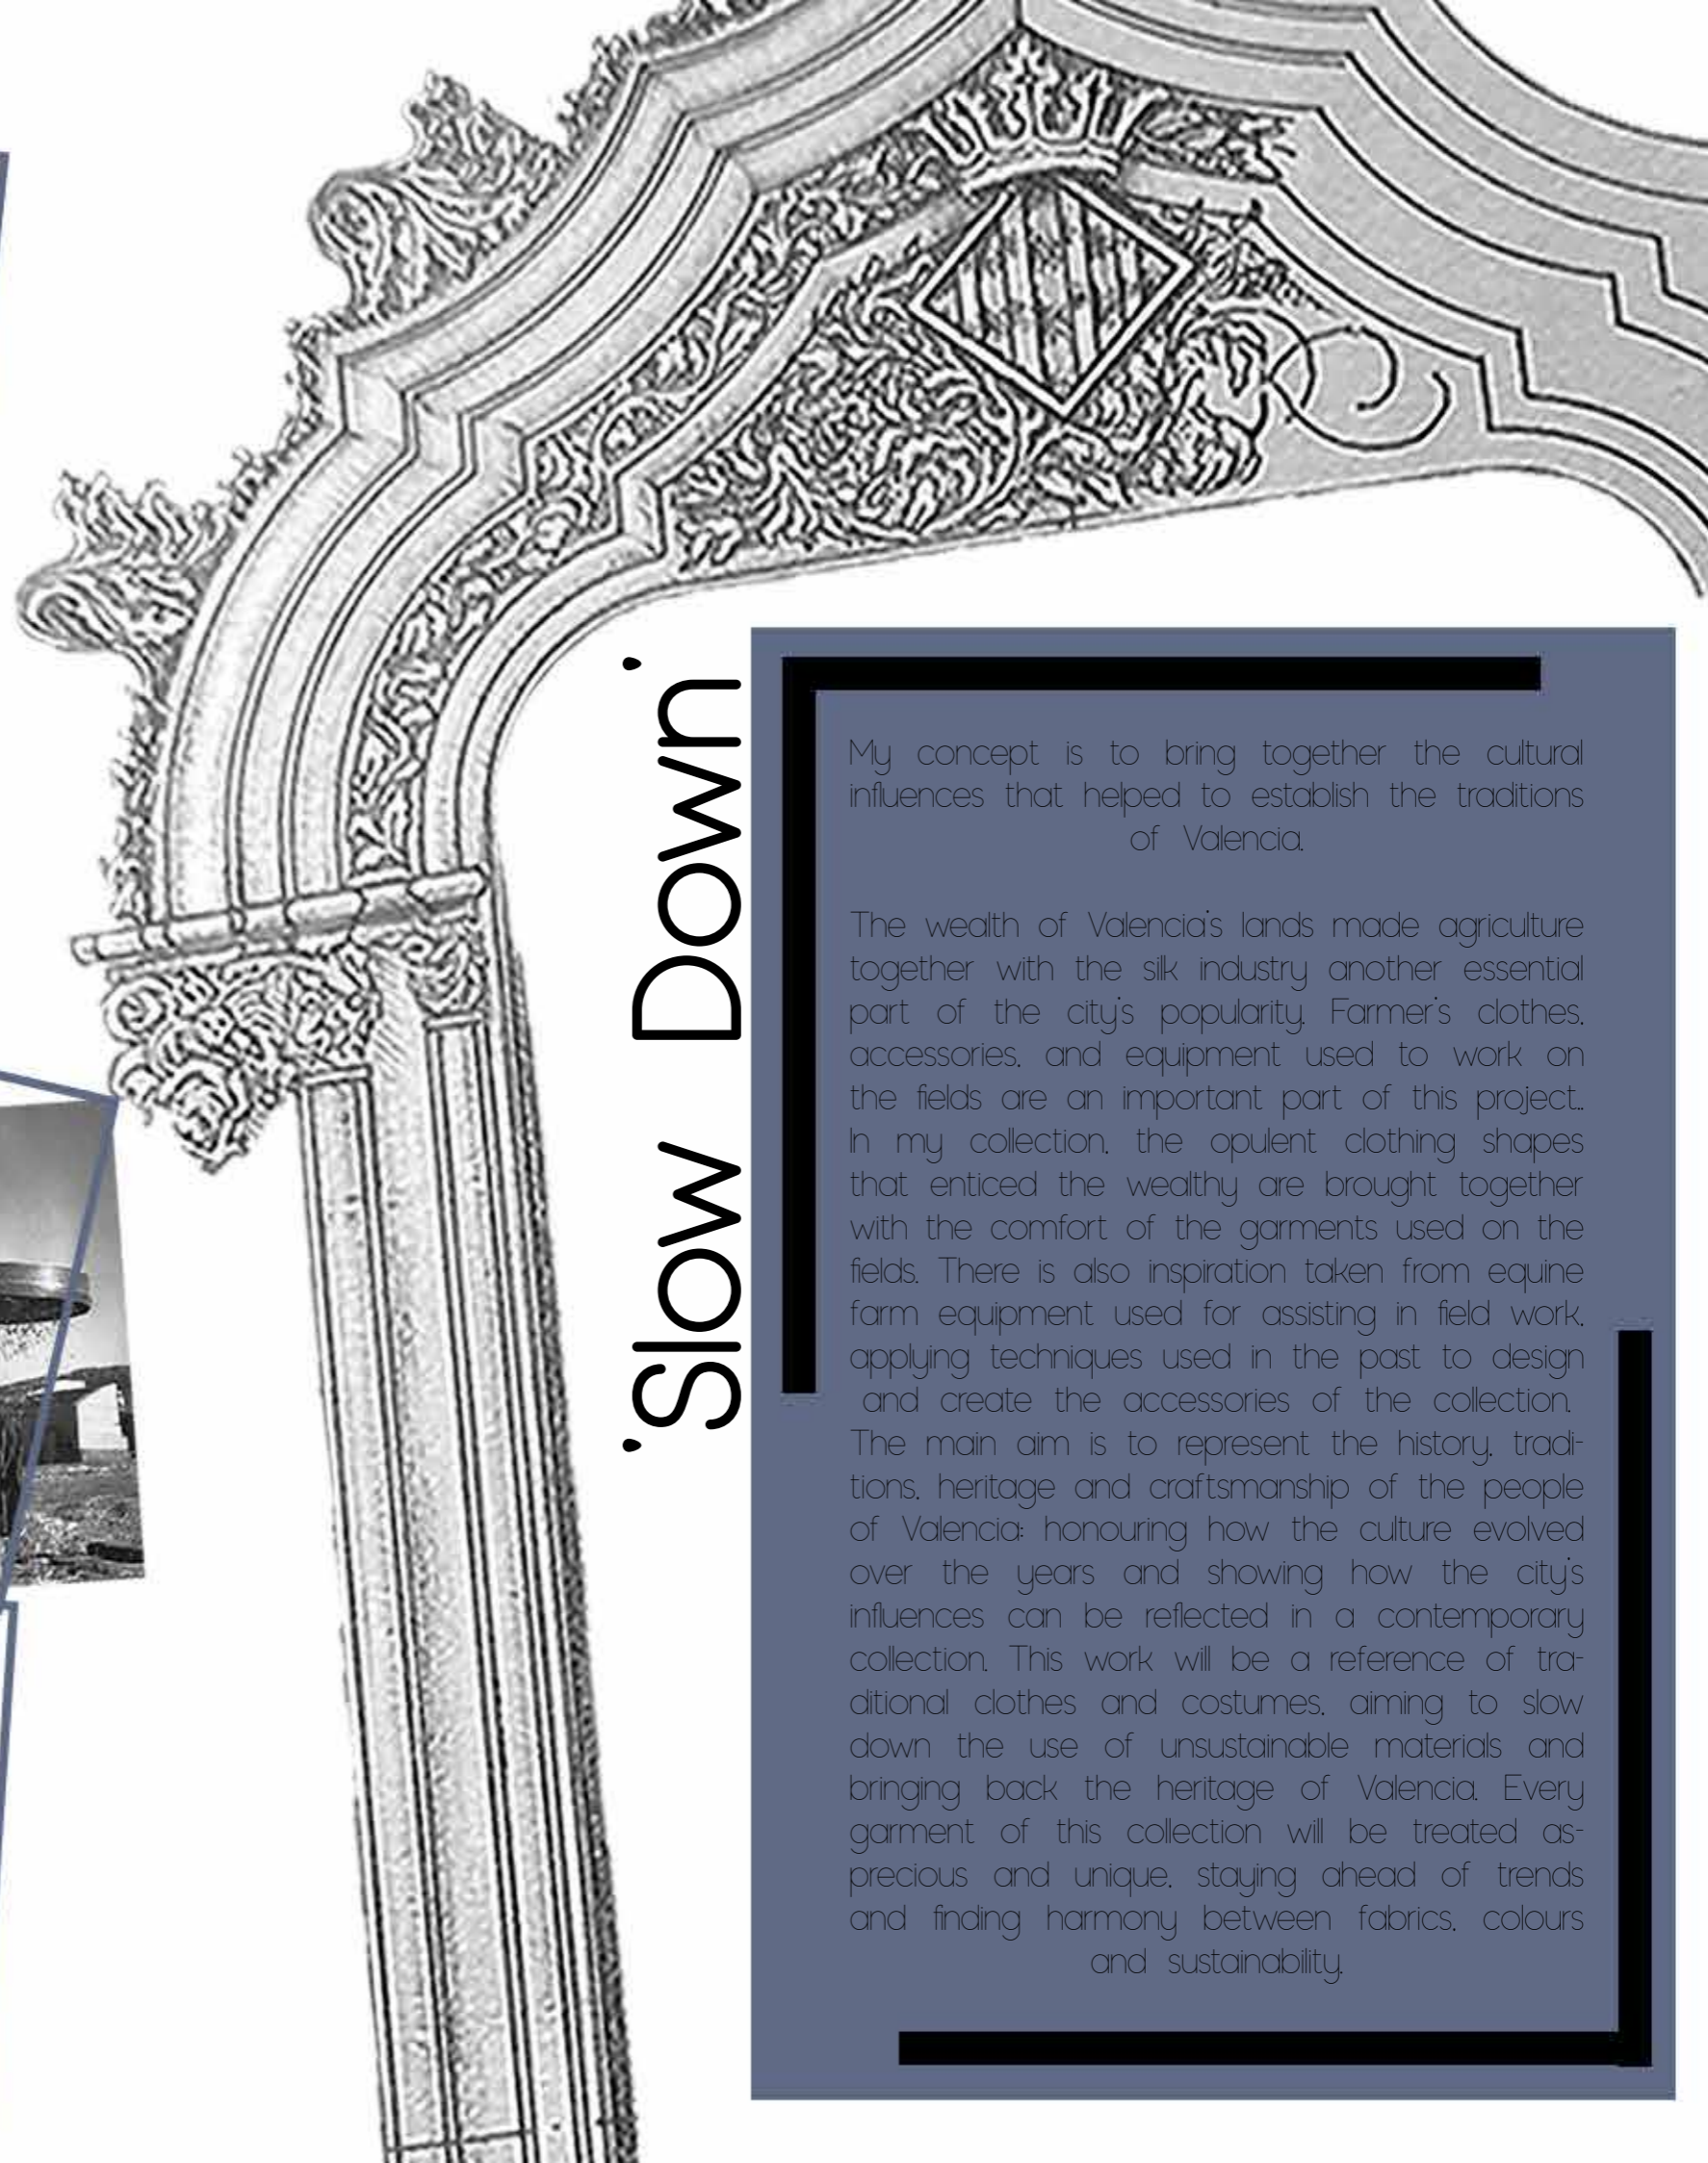 'Slow Down'
My concept is to bring together the cultural
influences that helped to establish the traditions
of Valencia.
The wealth of Valencia's lands made agriculture
together with the silk industry another essential
part of the city's popularity. Farmer's clothes,
accessories, and equipment used to work on
the fields are an important part of this project..
In my collection, the opulent clothing shapes
that enticed the wealthy are brought together
with the comfort of the garments used on the
fields. There is also inspiration taken from equine
farm equipment used for assisting in field work,
applying techniques used in the past to design
and create the accessories of the collection.
The main aim is to represent the history, tradi-
tions, heritage and craftsmanship of the people
of Valencia: honouring how the culture evolved
over the years and showing how the city's
influences can be reflected in a contemporary
collection. This work will be a reference of tra-
ditional clothes and costumes, aiming to slow
down the use of unsustainable materials and
bringing back the heritage of Valencia. Every
garment of this collection will be treated as-
precious and unique, staying ahead of trends
and finding harmony between fabrics, colours
and sustainability.